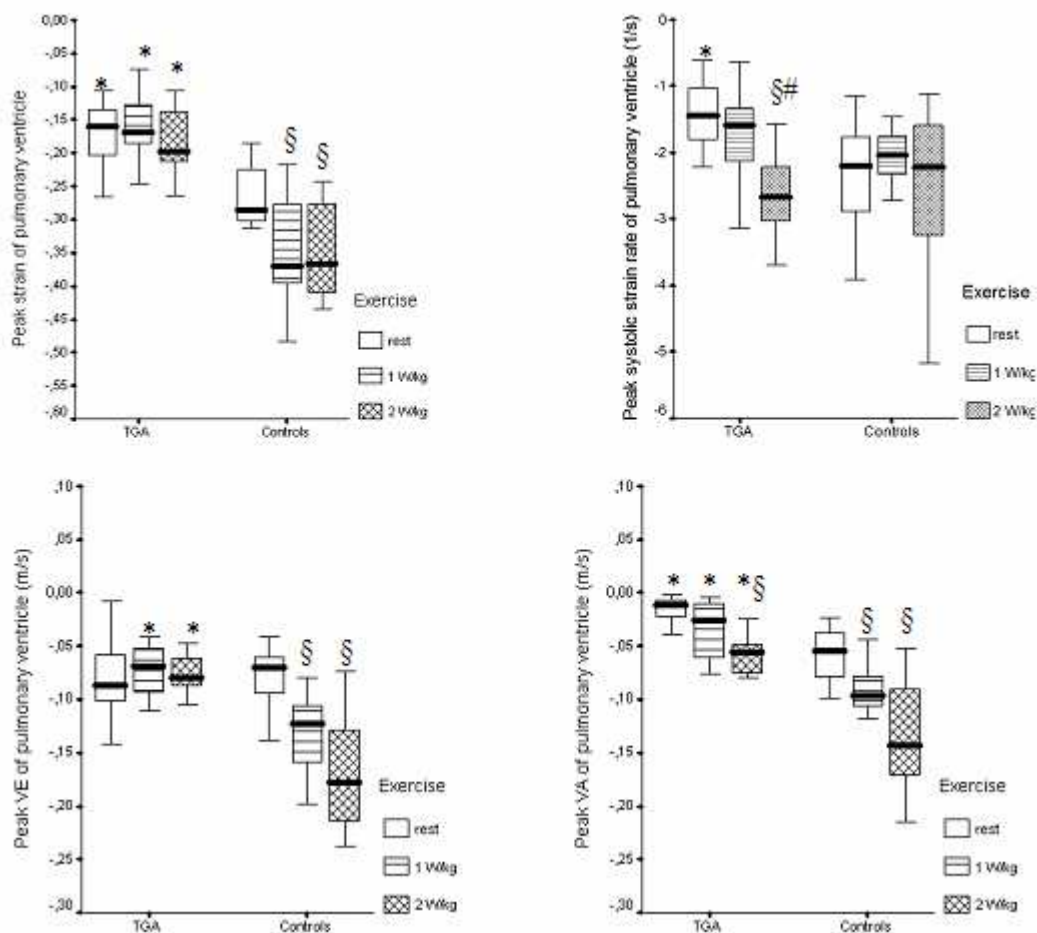 Peak strain of pulmonary ventricle
,00
-,05
-,10
-,15
-,20
-,25
-,30
-,35
-,40
-,45
-,50
-,55
-,60
* * *
§ §
TGA Controls
Exercise
rest
1 W/kg
2 W/kg
Peak systolic strain rate of pulmonary ventricle (1/s)
0
-1
-2
-3
-4
-5
-6
*
§#
TGA Controls
Exercise
rest
1 W/kg
2 W/kg
Peak VE of pulmonary ventricle (m/s)
,10
,05
0,00
-,05
-,10
-,15
-,20
-,25
-,30
* *
§ §
TGA Controls
Exercise
rest
1 W/kg
2 W/kg
Peak VA of pulmonary ventricle (m/s)
,10
,05
0,00
-,05
-,10
-,15
-,20
-,25
-,30
* * *§
§ §
TGA Controls
Exercise
rest
1 W/kg
2 W/kg